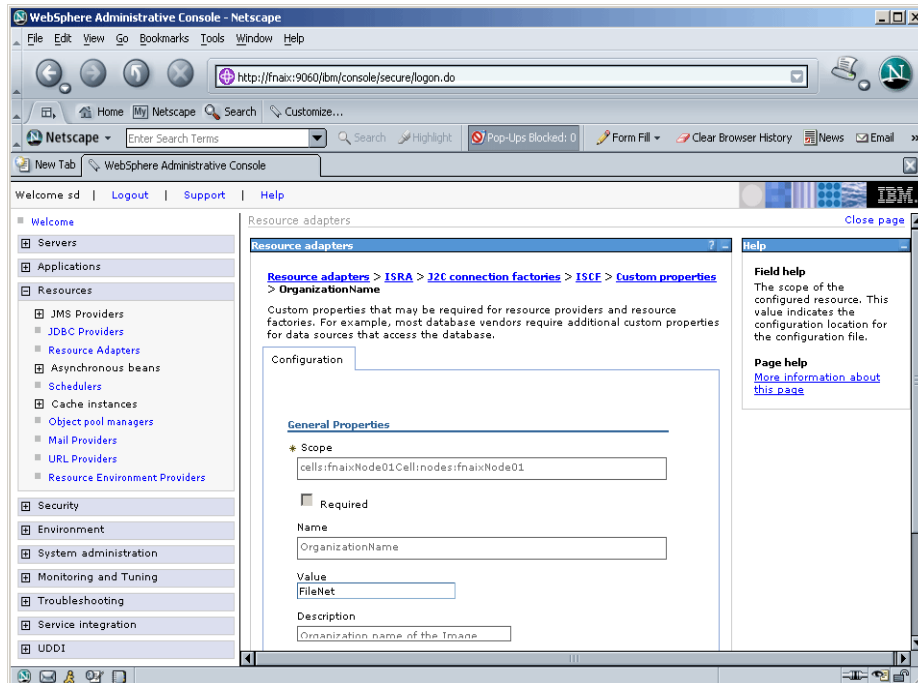 WebSphere Administrative Console - Netscape
File Edit View Go Bookmarks Tools Window Help
http://fnaix:9060/ibm/console/secure/logon.do
Home My Netscape Search Customize...
Netscape Enter Search Terms Search Highlight Pop-Ups Blocked: 0 Form Fill Clear Browser History News Email
New Tab WebSphere Administrative Console
Welcome sd | Logout | Support | Help IBM.
Welcome
Servers
Applications
Resources
JMS Providers
JDBC Providers
Resource Adapters
Asynchronous beans
Schedulers
Cache instances
Object pool managers
Mail Providers
URL Providers
Resource Environment Providers
Security
Environment
System administration
Monitoring and Tuning
Troubleshooting
Service integration
UDDI
Resource adapters Close page
Resource adapters ? -
Resource adapters > ISRA > J2C connection factories > ISCF > Custom properties
> OrganizationName
Custom properties that may be required for resource providers and resource
factories. For example, most database vendors require additional custom properties
for data sources that access the database.
Configuration
General Properties
* Scope
cells:fnaixNode01Cell:nodes:fnaixNode01
Required
Name
OrganizationName
Value
FileNet
Description
Organization name of the Image
Help -
Field help
The scope of the
configured resource. This
value indicates the
configuration location for
the configuration file.
Page help
More information about
this page